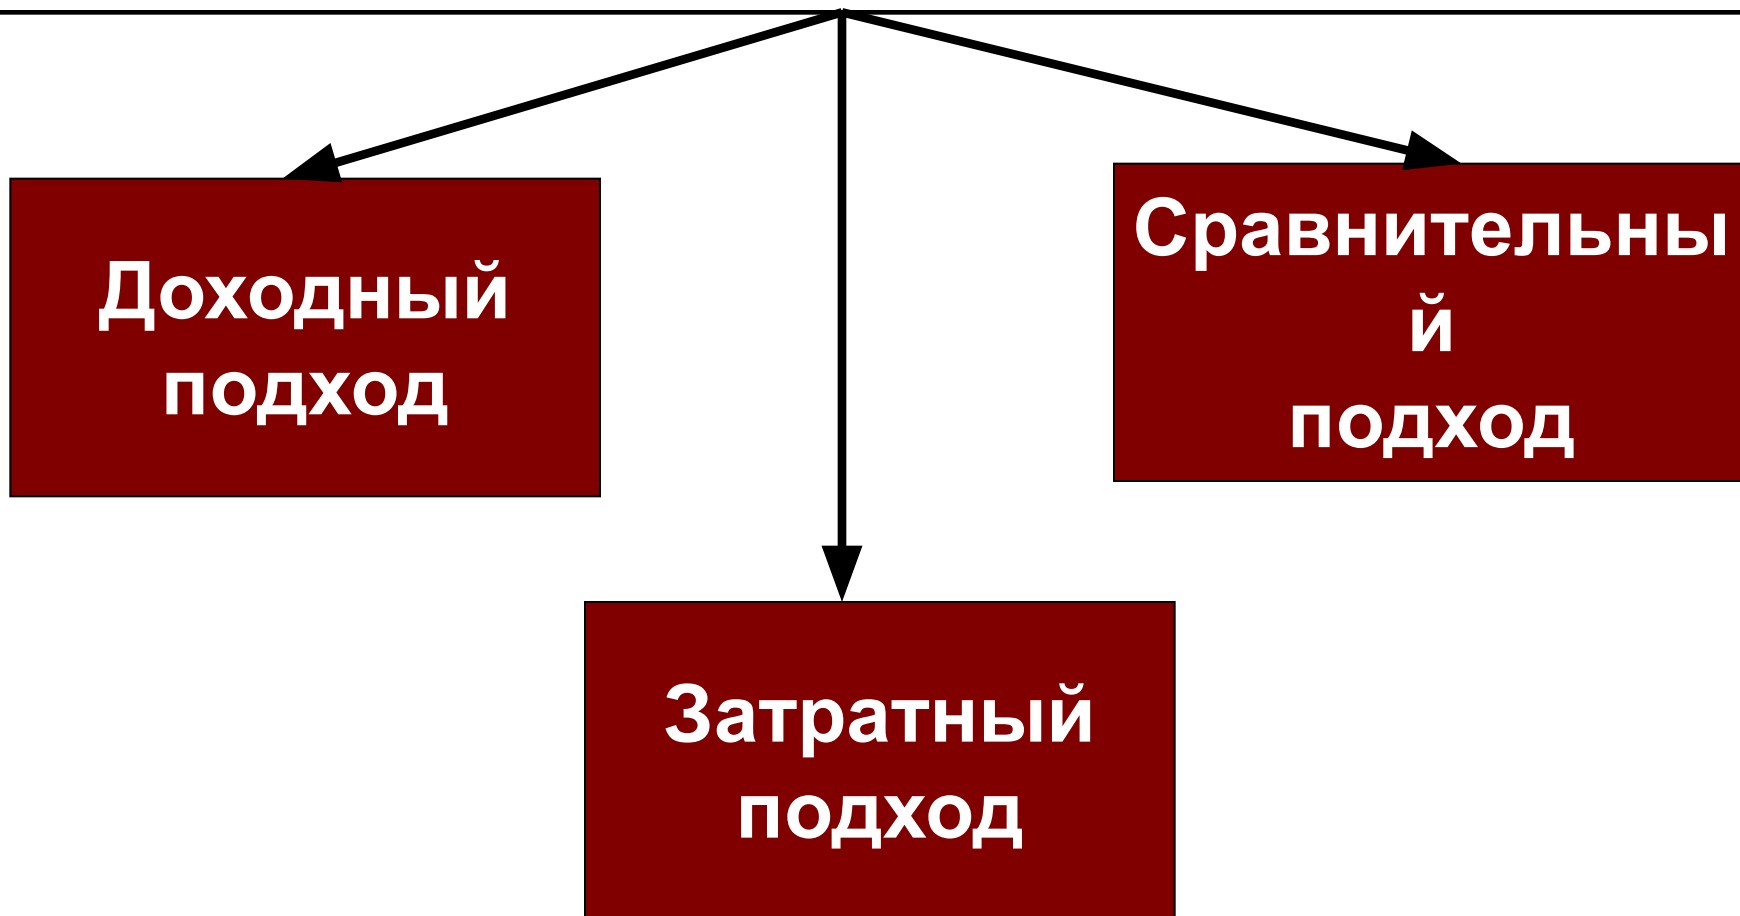 Доходный
подход
Сравнительны
й
подход
Затратный
подход